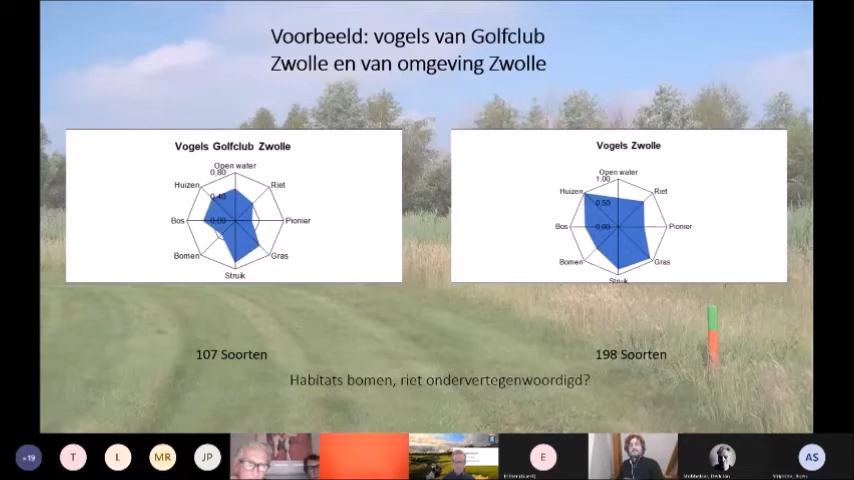 Voorbeeld: vogels van Golfclub
Zwolle en van omgeving Zwolle
Vogels Golfclub Zwolle
Open water
0,80
Huizen
Riet
0,40
Bos
0,00
Pionier
Bomen
Gras
Struik
Vogels Zwolle
Open water
1,00
Huizen
Riet
0,50
Bos
0,00
Pionier
Bomen
Gras
Struik
107 Soorten
198 Soorten
Habitats bomen, riet ondervertegenwoordigd?
+19
T
L
MR
JP
E
AS